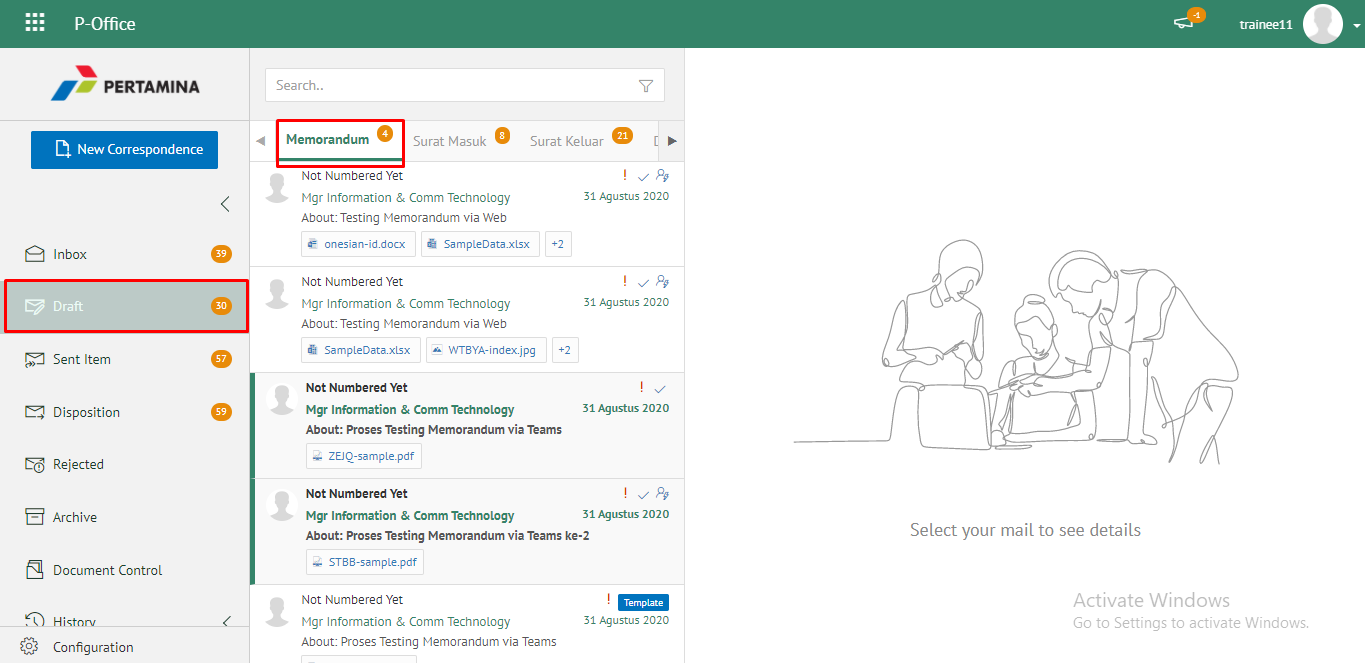 P-Office
-1
trainee11
PERTAMINA
New Correspondence
Inbox 39
Draft 30
Sent Item 57
Disposition 59
Rejected
Archive
Document Control
History
Configuration
Search..
Memorandum 4 Surat Masuk 8 Surat Keluar 21
Not Numbered Yet
Mgr Information & Comm Technology 31 Agustus 2020
About: Testing Memorandum via Web
onesian-id.docx SampleData.xlsx +2
Not Numbered Yet
Mgr Information & Comm Technology 31 Agustus 2020
About: Testing Memorandum via Web
SampleData.xlsx WTBYA-index.jpg +2
Not Numbered Yet
Mgr Information & Comm Technology 31 Agustus 2020
About: Proses Testing Memorandum via Teams
ZEJQ-sample.pdf
Not Numbered Yet
Mgr Information & Comm Technology 31 Agustus 2020
About: Proses Testing Memorandum via Teams ke-2
STBB-sample.pdf
Not Numbered Yet Template
Mgr Information & Comm Technology 31 Agustus 2020
About: Proses Testing Memorandum via Teams
Select your mail to see details
Activate Windows
Go to Settings to activate Windows.